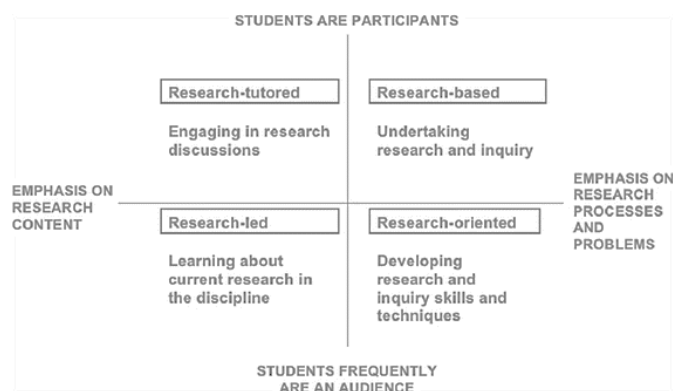 STUDENTS ARE PARTICIPANTS
Research-tutored
Engaging in research
discussions
Research-based
Undertaking
research and inquiry
EMPHASIS ON
RESEARCH
CONTENT
EMPHASIS ON
RESEARCH
PROCESSES
AND
PROBLEMS
Research-led
Learning about
current research in
the discipline
Research-oriented
Developing
research and
inquiry skills and
techniques
STUDENTS FREQUENTLY
ARE AN AUDIENCE